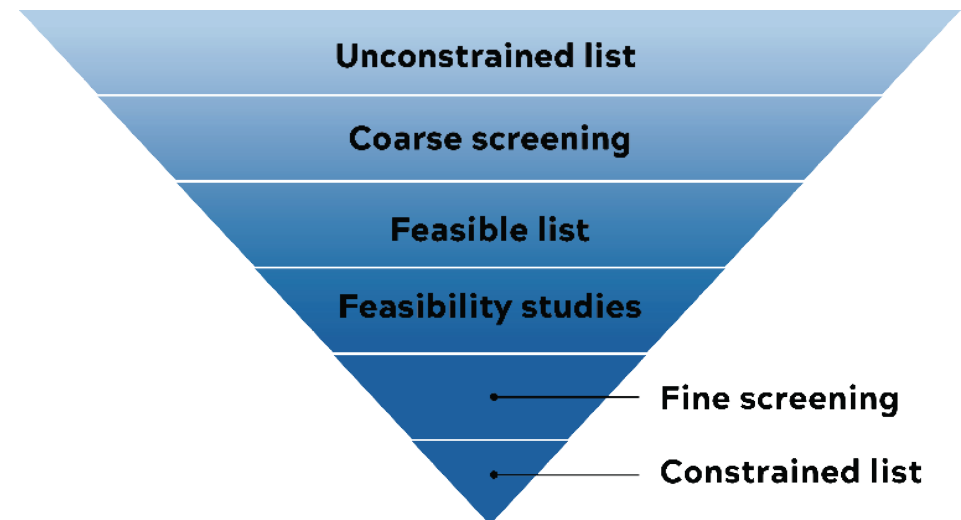 Unconstrained list
Coarse screening
Feasible list
Feasibility studies
Fine screening
Constrained list